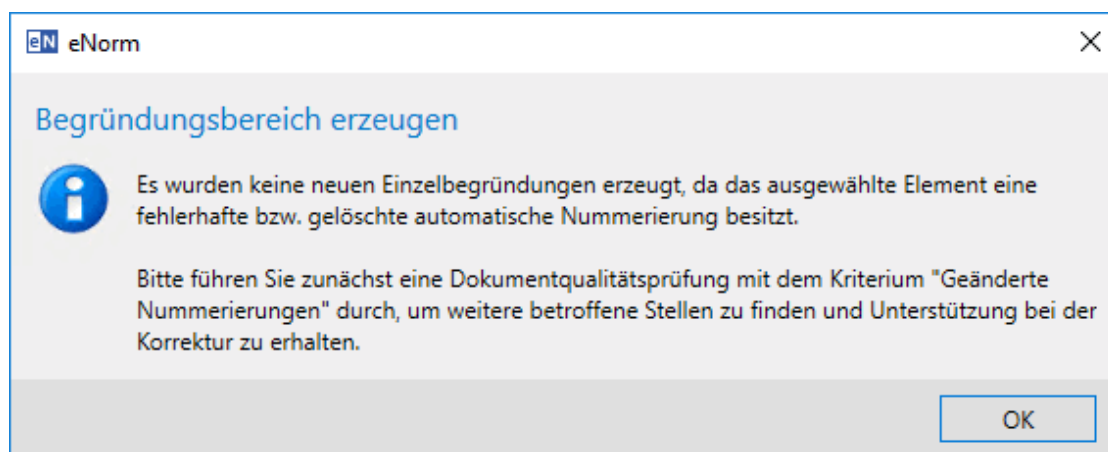 eN eNorm
Begründungsbereich erzeugen
Es wurden keine neuen Einzelbegründungen erzeugt, da das ausgewählte Element eine
fehlerhafte bzw. gelöschte automatische Nummerierung besitzt.
Bitte führen Sie zunächst eine Dokumentqualitätsprüfung mit dem Kriterium "Geänderte
Nummerierungen" durch, um weitere betroffene Stellen zu finden und Unterstützung bei der
Korrektur zu erhalten.
OK